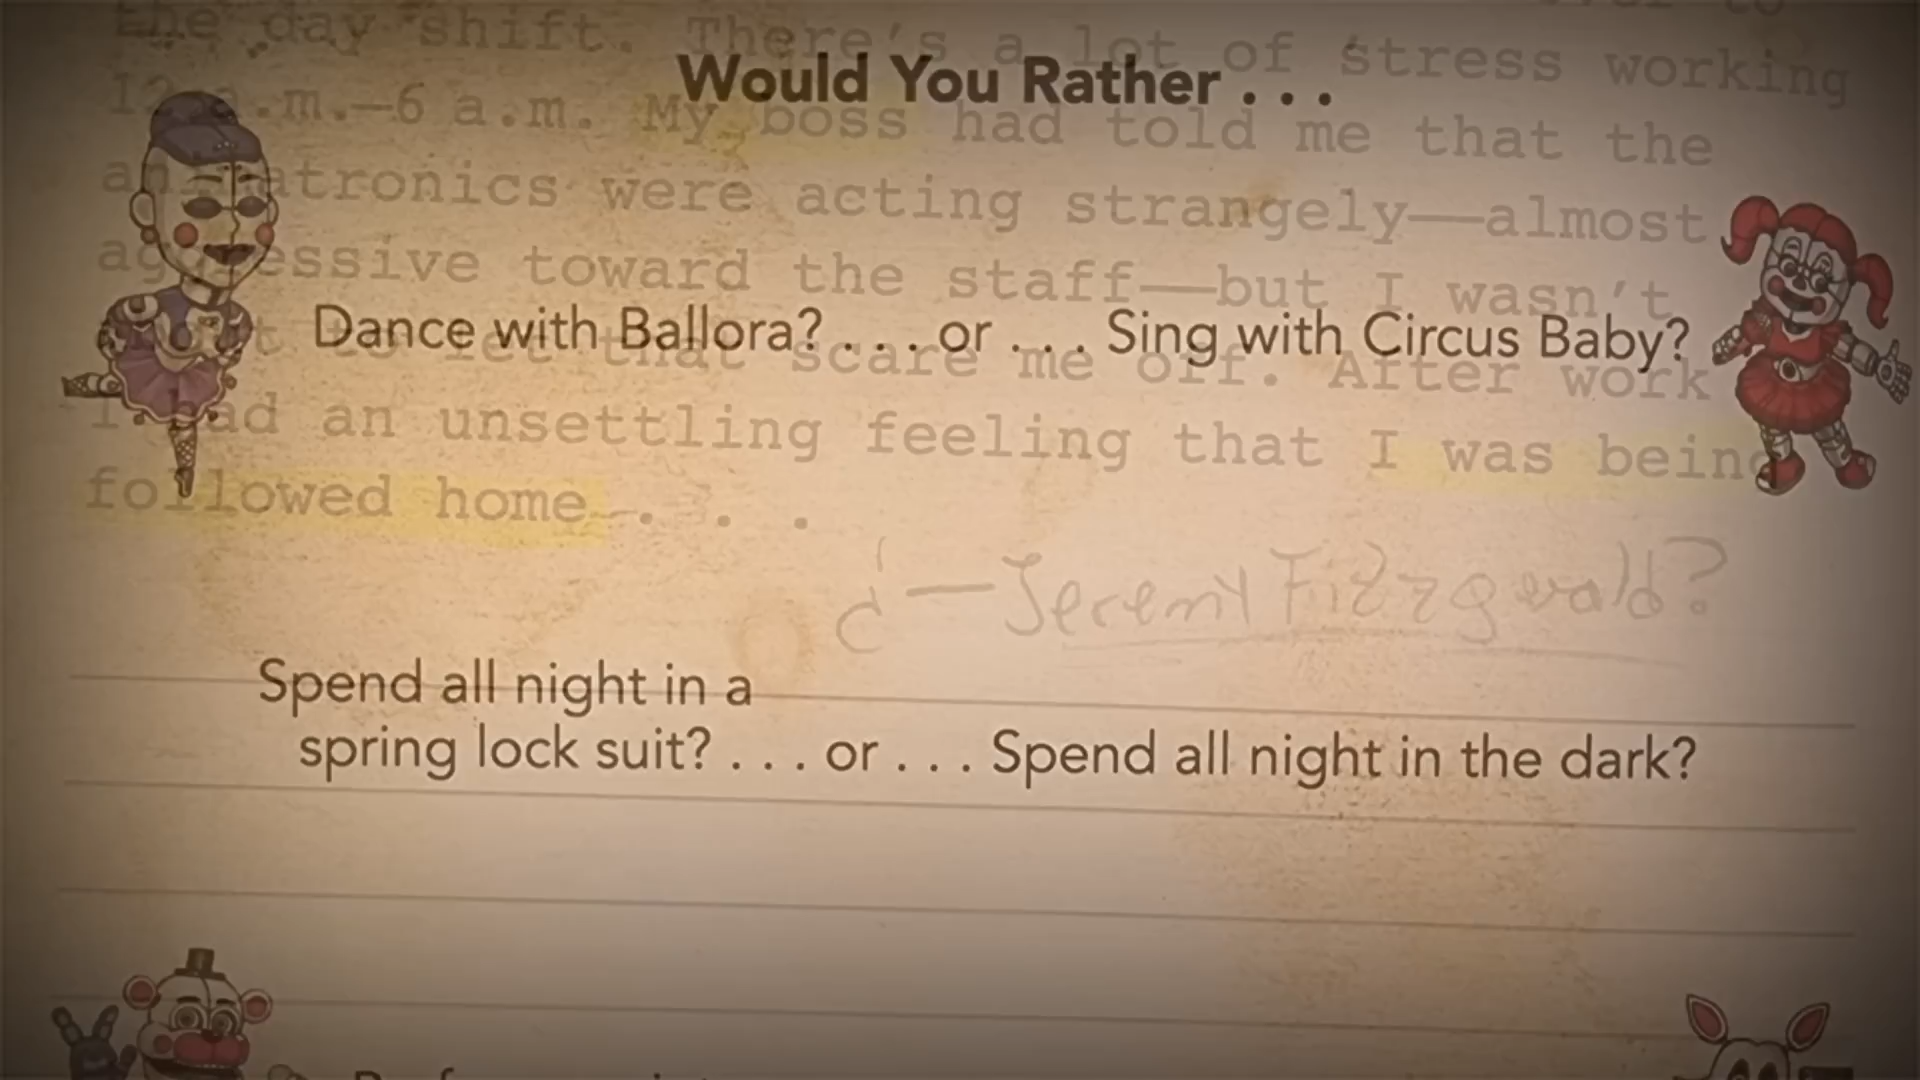 the day shift. There's a lot of stress working
Would You Rather . . .
12 a.m.—6 a.m. My boss had told me that the
animatronics were acting strangely—almost
aggressive toward the staff—but I wasn't
Dance with Ballora? . . . or . . . Sing with Circus Baby?
let that scare me off. After work
I had an unsettling feeling that I was being
followed home . . .
—Jeremy Fitzgerald?
Spend all night in a
spring lock suit? . . . or . . . Spend all night in the dark?